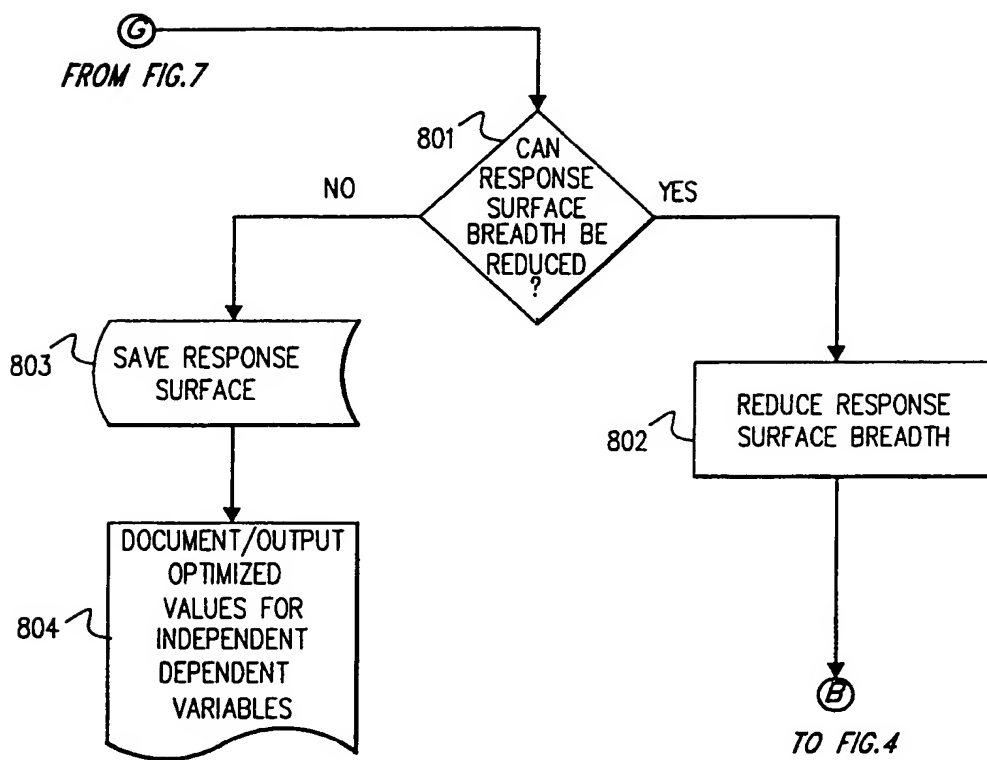 G
FROM FIG.7
801
CAN
RESPONSE
SURFACE
BREADTH BE
REDUCED
?
NO
YES
803
SAVE RESPONSE
SURFACE
802
REDUCE RESPONSE
SURFACE BREADTH
804
DOCUMENT/OUTPUT
OPTIMIZED
VALUES FOR
INDEPENDENT
DEPENDENT
VARIABLES
B
TO FIG.4